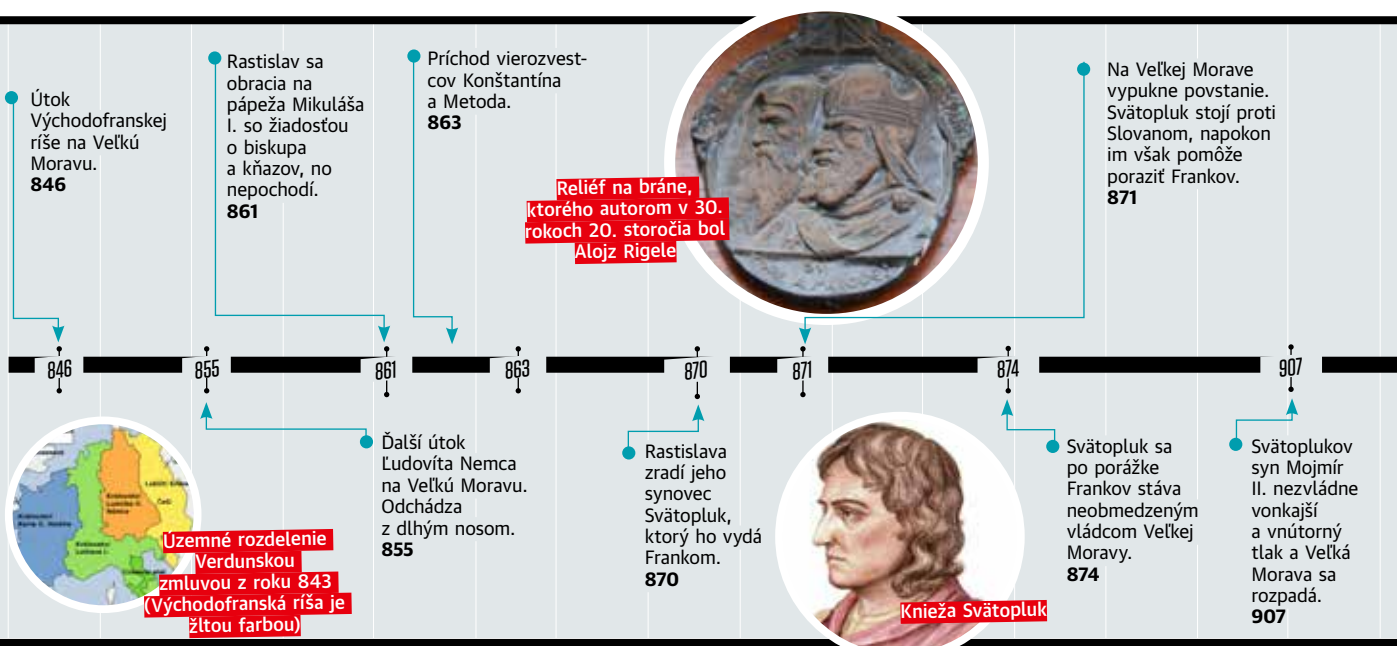 Útok
Východofranskej
ríše na Veľkú
Moravu.
846
Rastislav sa
obracia na
pápeža Mikuláša
I. so žiadosťou
o biskupa
a kňazov, no
nepochodí.
861
Príchod vierozvest-
cov Konštantína
a Metoda.
863
Reliéf na bráne,
ktorého autorom v 30.
rokoch 20. storočia bol
Alojz Rigele
Na Veľkej Morave
vypukne povstanie.
Svätopluk stojí proti
Slovanom, napokon
im však pomôže
poraziť Frankov.
871
846 855 861 863 870 871 874 907
Územné rozdelenie
Verdunskou
zmluvou z roku 843
(Východofranská ríša je
žltou farbou)
Ďalší útok
Ľudovíta Nemca
na Veľkú Moravu.
Odchádza
z dlhým nosom.
855
Rastislava
zradí jeho
synovec
Svätopluk,
ktorý ho vydá
Frankom.
870
Knieža Svätopluk
Svätopluk sa
po porážke
Frankov stáva
neobmedzeným
vládcom Veľkej
Moravy.
874
Svätoplukov
syn Mojmír
II. nezvládne
vonkajší
a vnútorný
tlak a Veľká
Morava sa
rozpadá.
907